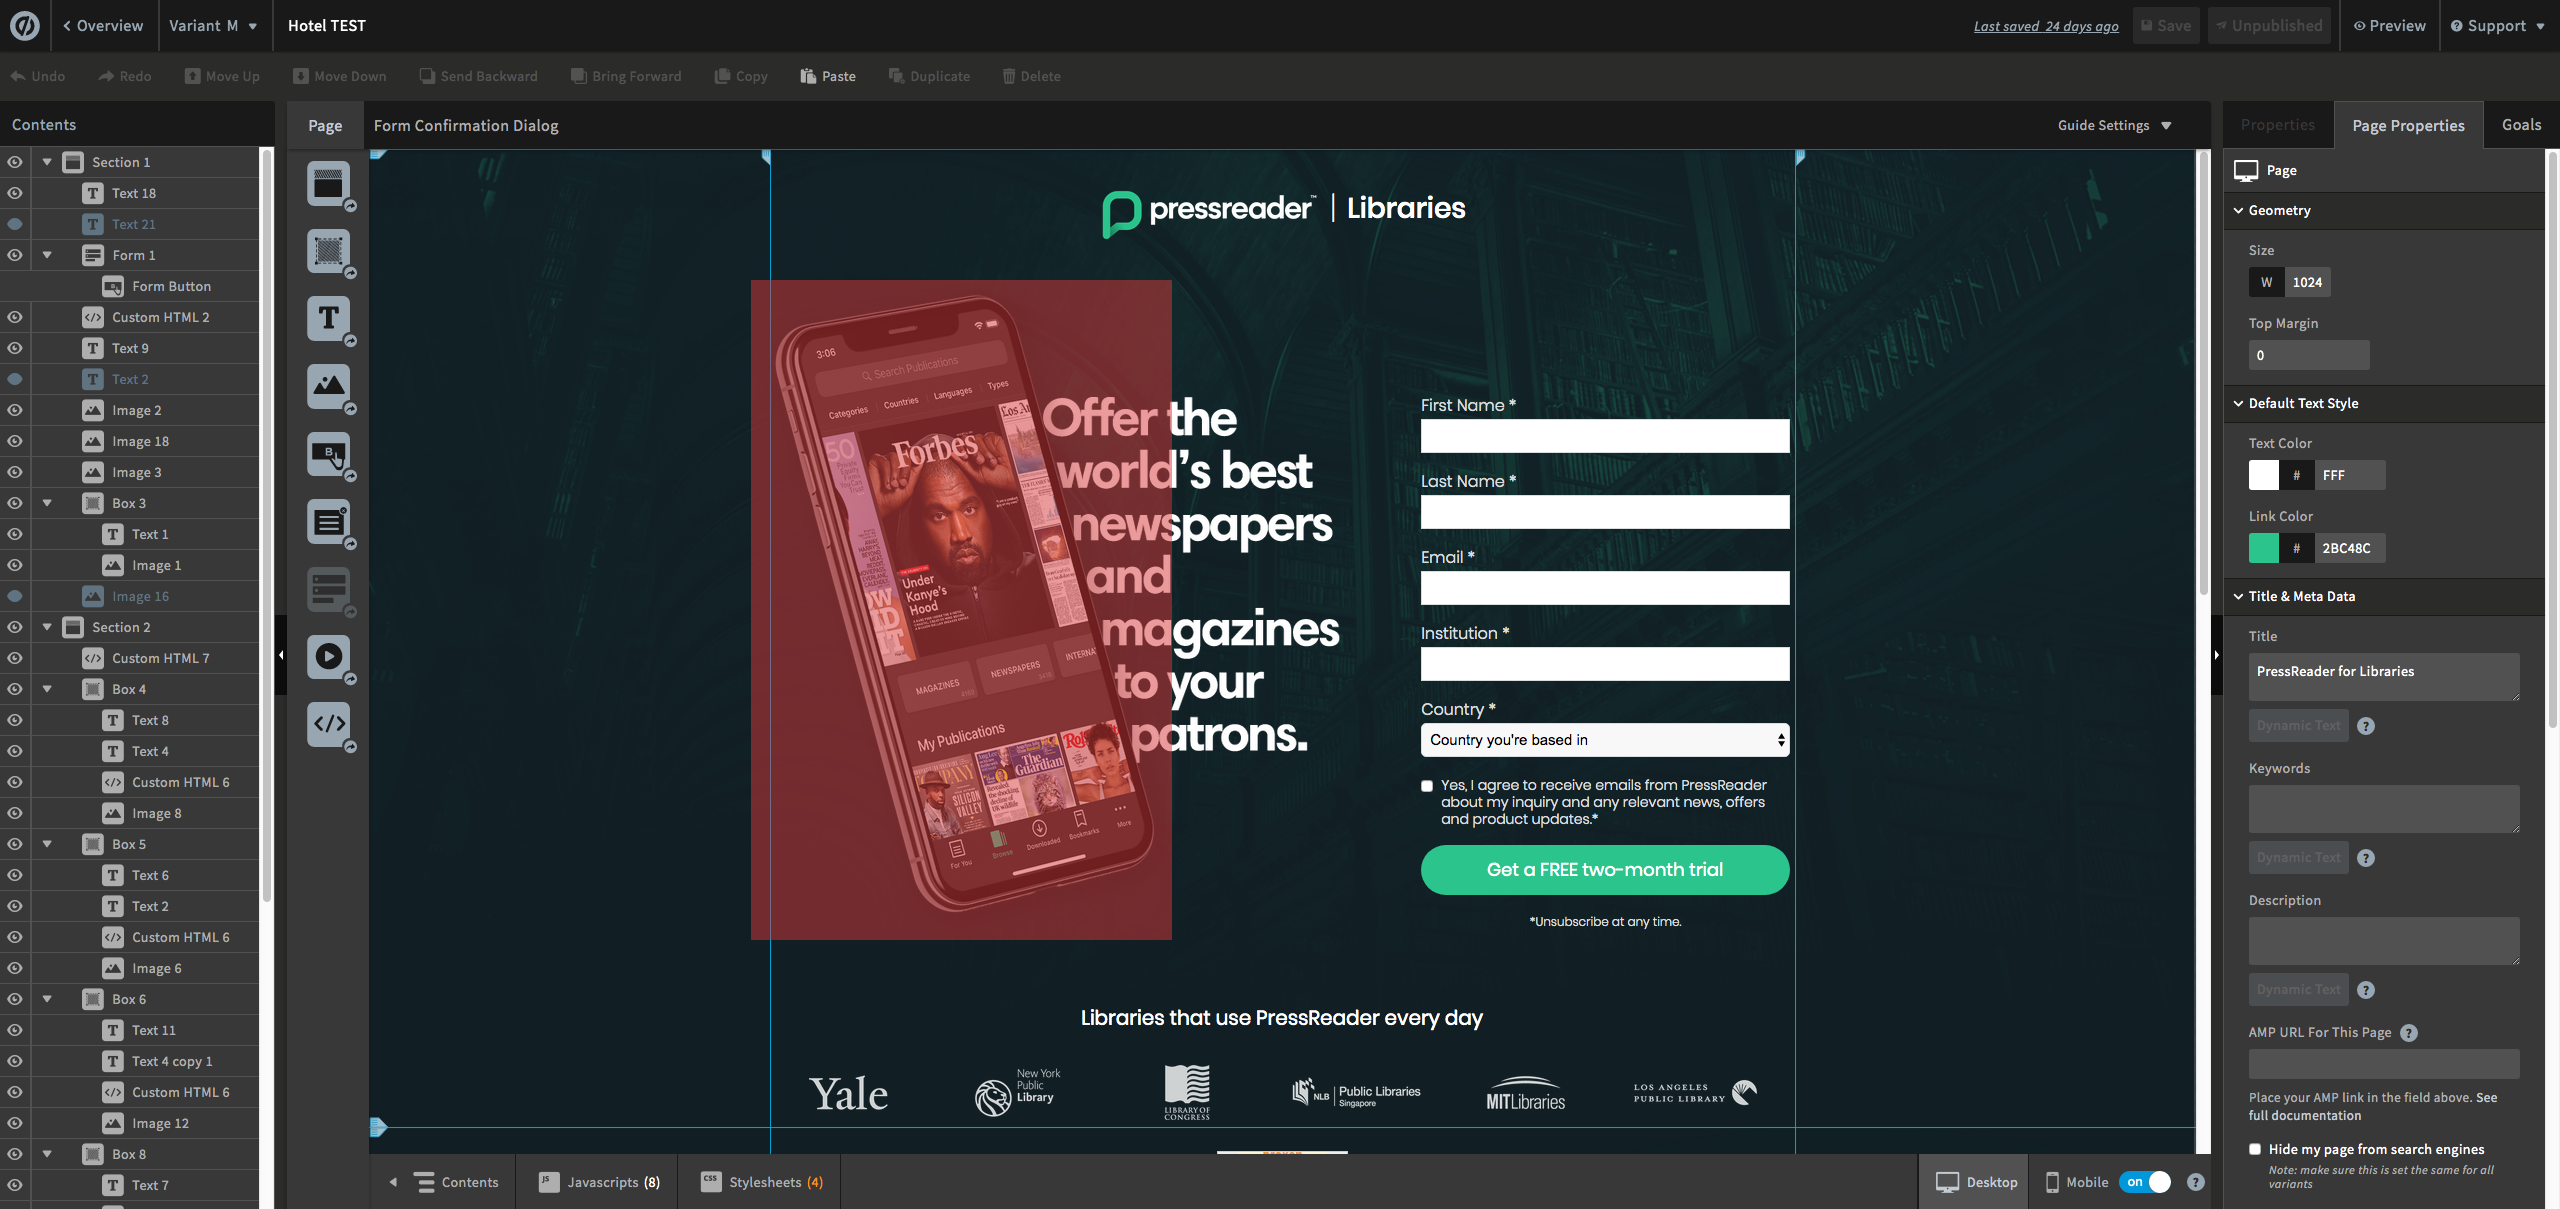 Overview
Variant M
Hotel TEST
Last saved 24 days ago
Save
Unpublished
Preview
Support
Undo
Redo
Move Up
Move Down
Send Backward
Bring Forward
Copy
Paste
Duplicate
Delete
Contents
Page
Form Confirmation Dialog
Guide Settings
Properties
Page Properties
Goals
Section 1
Text 18
Text 21
Form 1
Form Button
Custom HTML 2
Text 9
Text 2
Image 2
Image 18
Image 3
Box 3
Text 1
Image 1
Image 16
Section 2
Custom HTML 7
Box 4
Text 8
Text 4
Custom HTML 6
Image 8
Box 5
Text 6
Text 2
Custom HTML 6
Image 6
Box 6
Text 11
Text 4 copy 1
Custom HTML 6
Image 12
Box 8
Text 7
pressreader™ | Libraries
3:06
Search Publications
Categories Countries Languages Types
50
Private Equity Firms You Can Trust
Forbes
Under
Kanye's
Hood
MAGAZINES
NEWSPAPERS
My Publications
SILICON
VALLEY
The
Guardian
For You
Browse
Downloaded
Bookmarks
More
Offer the
world's best
newspapers
and
magazines
to your
patrons.
First Name *
Last Name *
Email *
Institution *
Country *
Country you're based in
Yes, I agree to receive emails from PressReader
about my inquiry and any relevant news, offers
and product updates.*
Get a FREE two-month trial
*Unsubscribe at any time.
Libraries that use PressReader every day
Yale
New York
Public
Library
LIBRARY OF
CONGRESS
NLB Public Libraries
Singapore
MITLibraries
LOS ANGELES
PUBLIC LIBRARY
Contents
Javascripts (8)
Stylesheets (4)
Desktop
Mobile
on
Page
Geometry
Size
W 1024
Top Margin
0
Default Text Style
Text Color
# FFF
Link Color
# 2BC48C
Title & Meta Data
Title
PressReader for Libraries
Dynamic Text
Keywords
Dynamic Text
Description
Dynamic Text
AMP URL For This Page
Place your AMP link in the field above. See
full documentation
Hide my page from search engines
Note: make sure this is set the same for all
variants